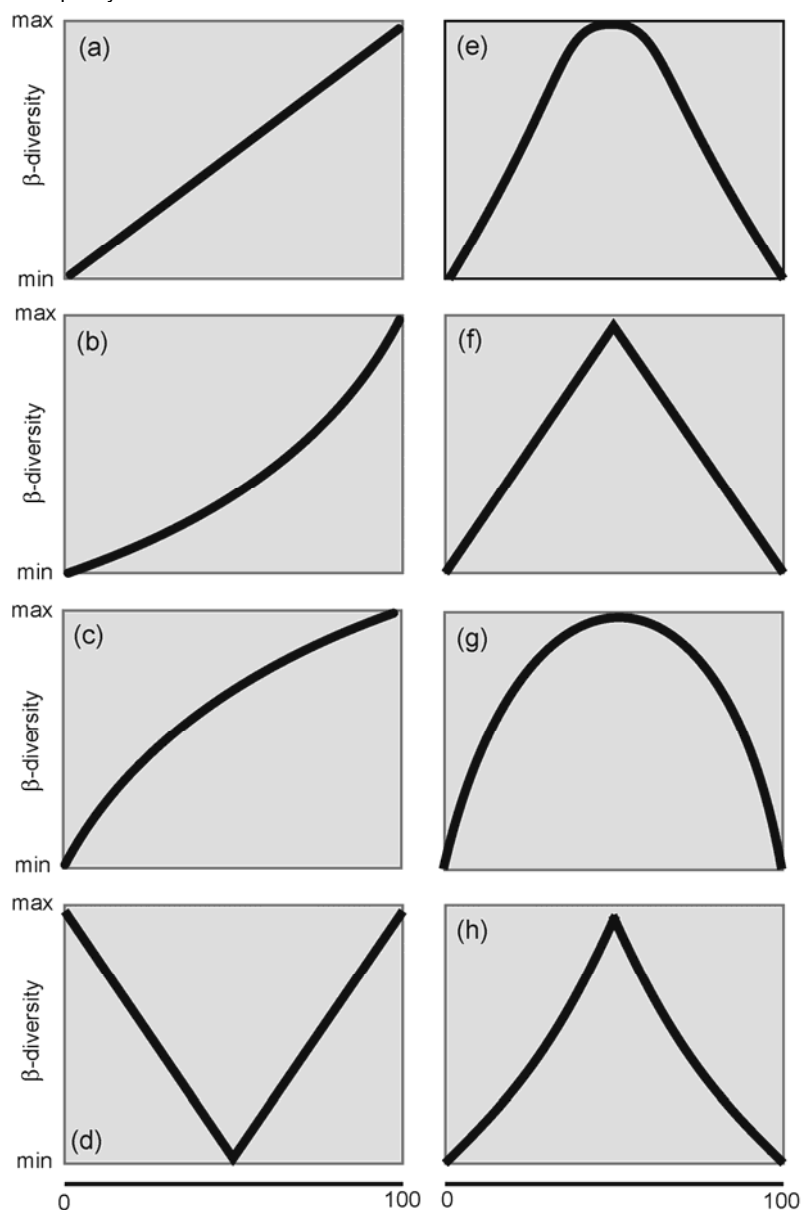 max
(a)
(e)
β-diversity
min
max
(b)
(f)
β-diversity
min
max
(c)
(g)
β-diversity
min
max
(h)
β-diversity
(d)
min
0 100 0 100